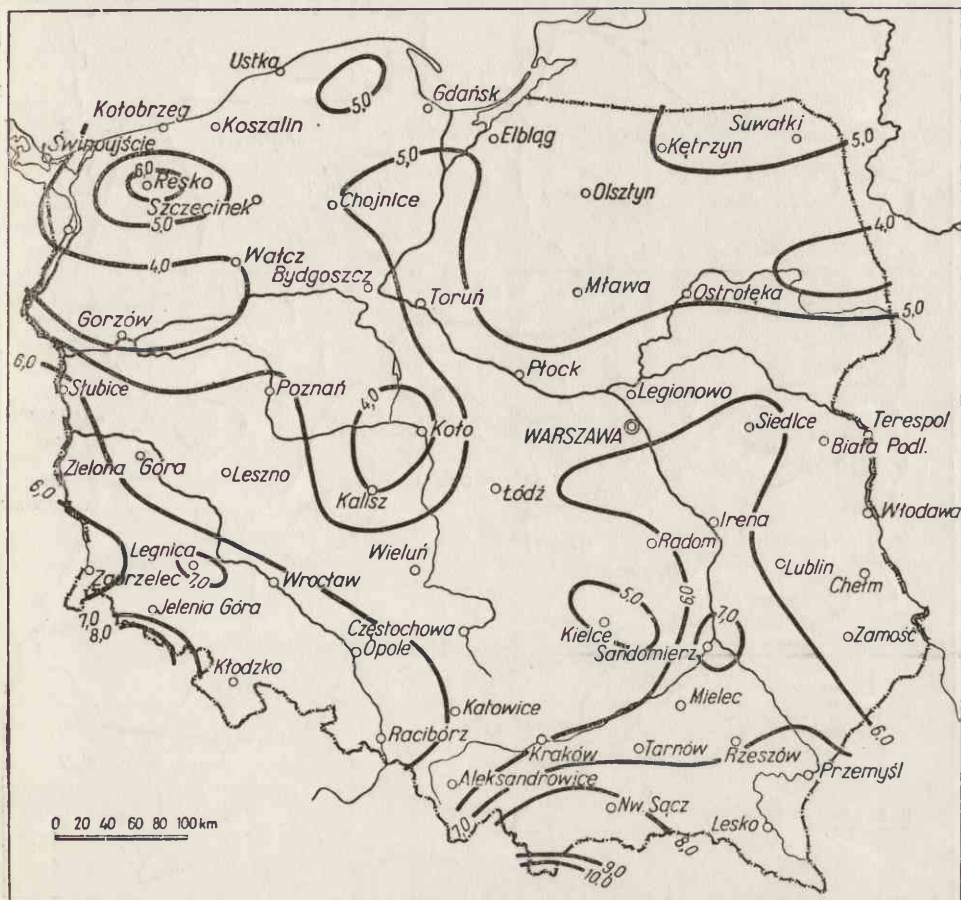 Ustka
5,0
Gdańsk
Kołobrzeg
Koszalin
Elbląg
Suwałki
Świnoujście
Kętrzyn
5,0
5,0
6,0
Resko
Szczecinek
Chojnice
Olsztyn
5,0
4,0
4,0
Wałcz
Bydgoszcz
Toruń
Mława
Ostrołęka
5,0
Gorzów
6,0
Słubice
Poznań
Płock
Legionowo
4,0
Koło
WARSZAWA
Siedlce
Terespol
Biała Podl.
Zielona Góra
Leszno
Kalisz
Łódź
6,0
Włodawa
Irena
Radom
Legnica
Wieluń
Lublin
Chełm
Zgorzelec
7,0
Wrocław
5,0
6,0
Jelenia Góra
7,0
8,0
7,0
Częstochowa
Kielce
Zamość
Opole
Sandomierz
Kłodzko
Mielec
Katowice
6,0
Racibórz
Kraków
Tarnów
Rzeszów
Przemyśl
Aleksandrowice
Nw. Sącz
0 20 40 60 80 100 km
7,0
Lesko
8,0
9,0
10,0